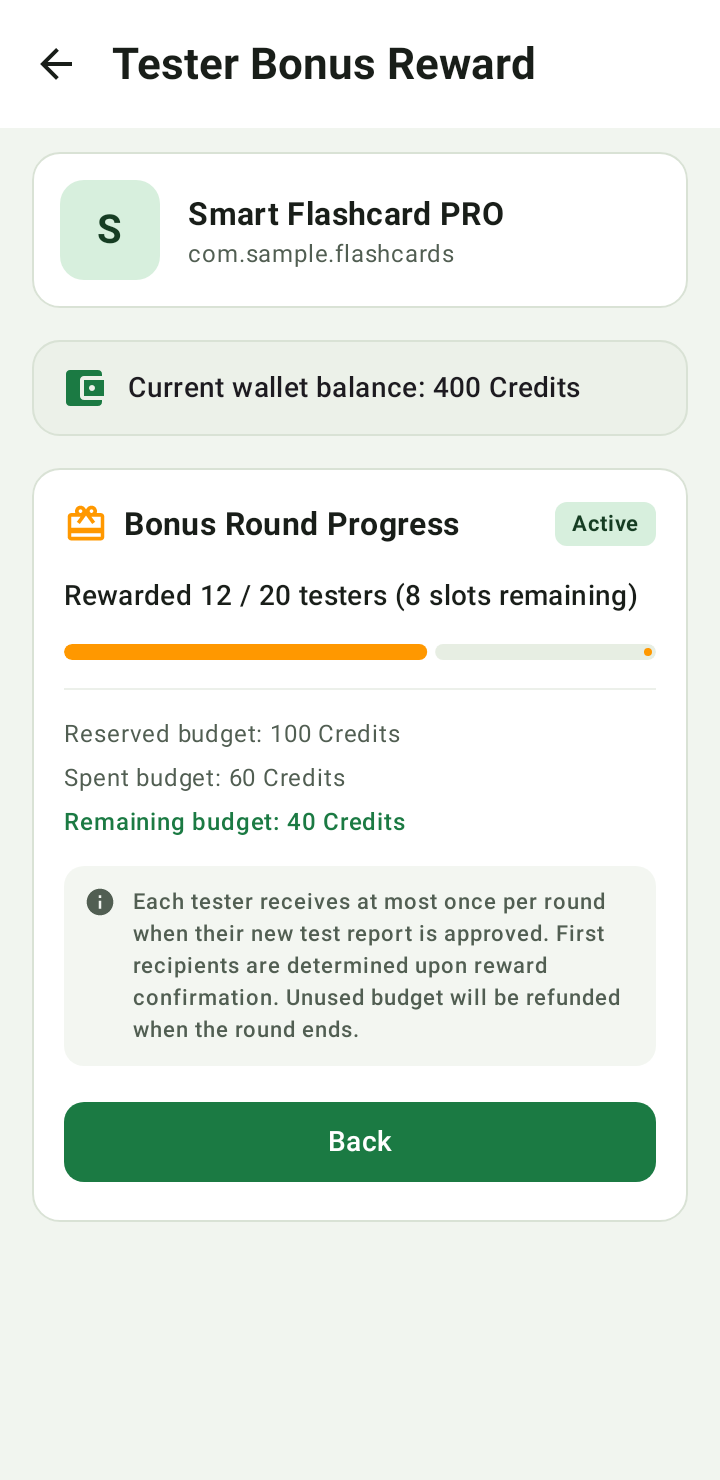 Tester Bonus Reward
S
Smart Flashcard PRO
com.sample.flashcards
Current wallet balance: 400 Credits
Bonus Round Progress
Active
Rewarded 12 / 20 testers (8 slots remaining)
Reserved budget: 100 Credits
Spent budget: 60 Credits
Remaining budget: 40 Credits
Each tester receives at most once per round
when their new test report is approved. First
recipients are determined upon reward
confirmation. Unused budget will be refunded
when the round ends.
Back